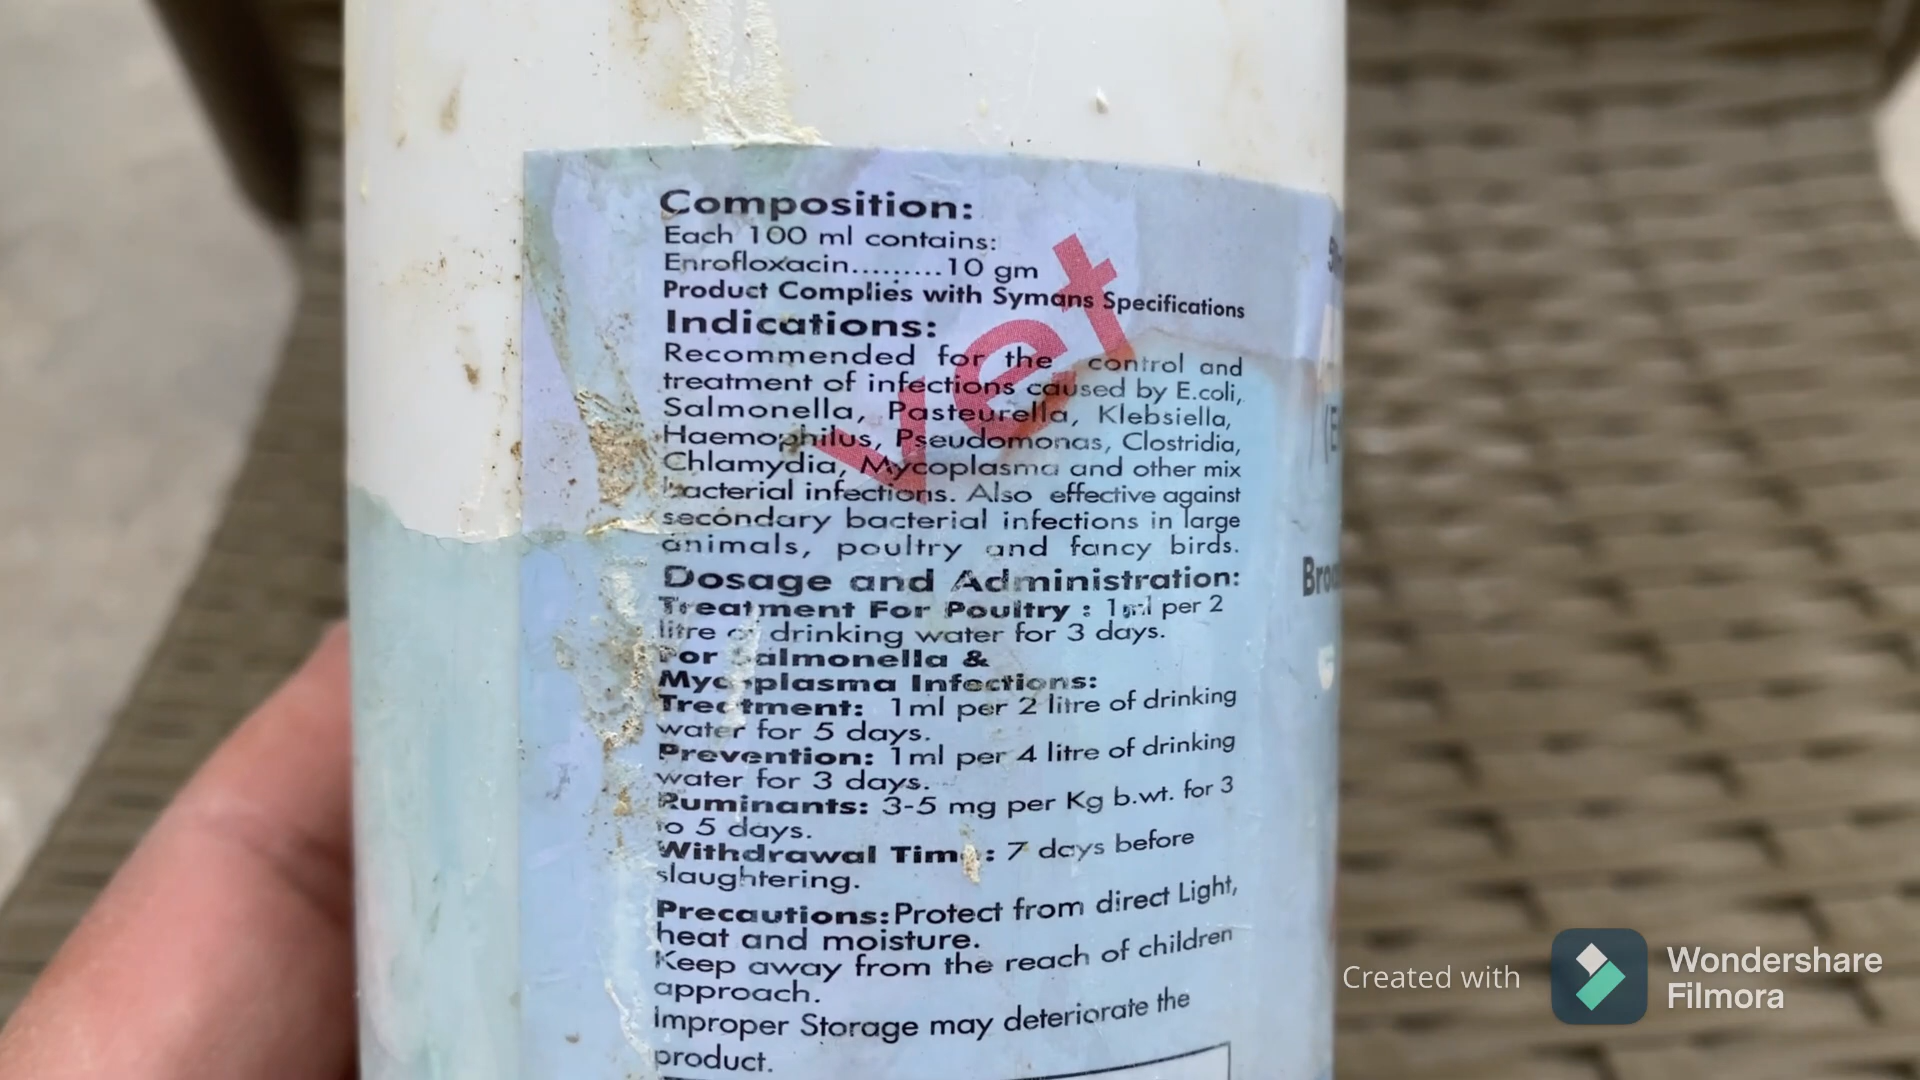 Composition:
Each 100 ml contains:
Enrofloxacin.........10 gm
Product Complies with Symans Specifications
Indications:
Recommended for the control and
treatment of infections caused by E.coli,
Salmonella, Pasteurella, Klebsiella,
Haemophilus, Pseudomonas, Clostridia,
Chlamydia, Mycoplasma and other mix
bacterial infections. Also effective against
secondary bacterial infections in large
animals, poultry and fancy birds.
vet
Dosage and Administration:
Treatment For Poultry : 1ml per 2
litre of drinking water for 3 days.
For Salmonella &
Mycoplasma Infections:
Treatment: 1ml per 2 litre of drinking
water for 5 days.
Prevention: 1ml per 4 litre of drinking
water for 3 days.
Ruminants: 3-5 mg per Kg b.wt. for 3
to 5 days.
Withdrawal Time: 7 days before
slaughtering.
Precautions: Protect from direct Light,
heat and moisture.
Keep away from the reach of children
approach.
Improper Storage may deteriorate the
product.
Created with
Wondershare
Filmora